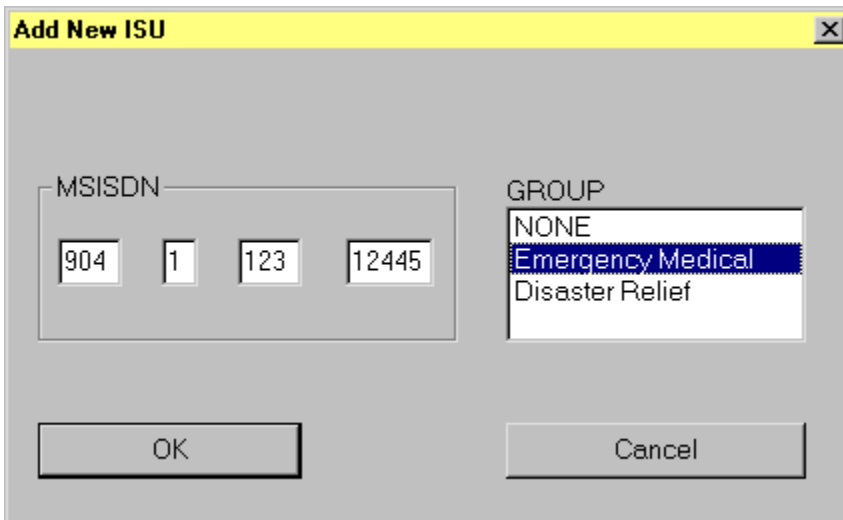 Add New ISU
MSISDN
904 1 123 12445
GROUP
NONE
Emergency Medical
Disaster Relief
OK
Cancel